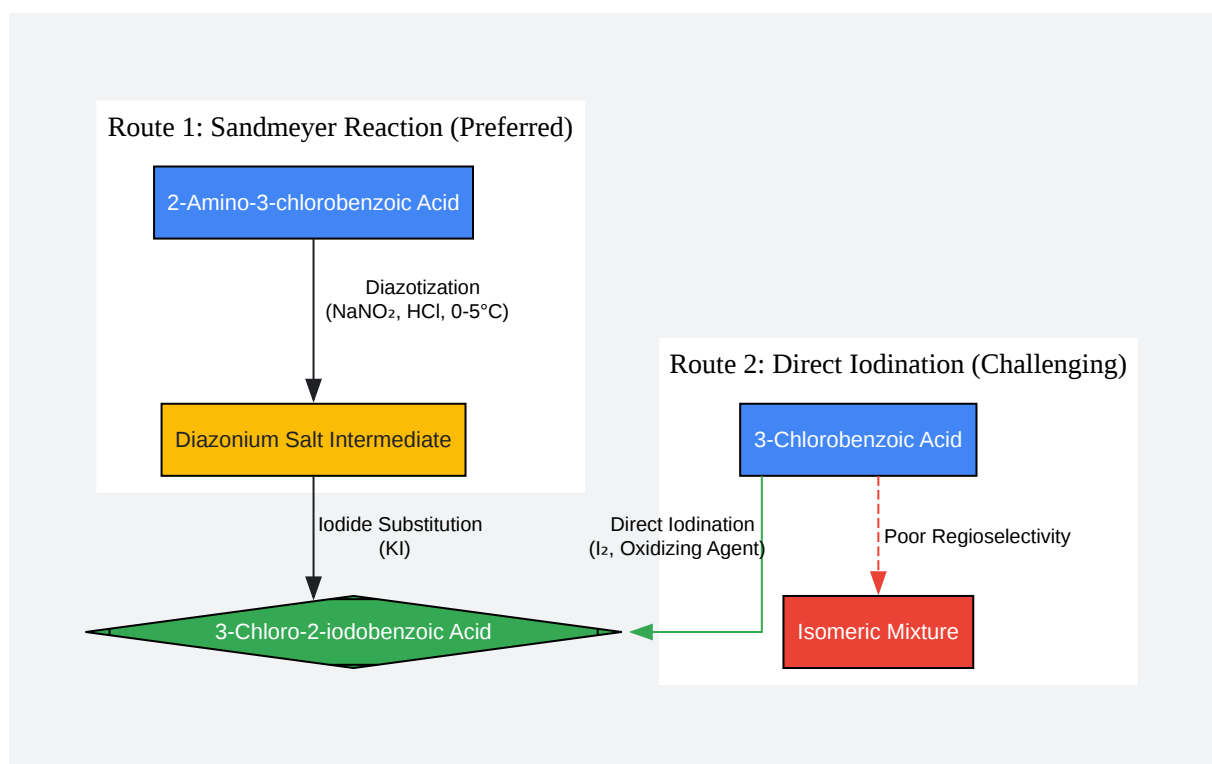 Route 1: Sandmeyer Reaction (Preferred)
2-Amino-3-chlorobenzoic Acid
Diazotization
(NaNO₂, HCl, 0-5°C)
Diazonium Salt Intermediate
Iodide Substitution
(KI)
3-Chloro-2-iodobenzoic Acid
Route 2: Direct Iodination (Challenging)
3-Chlorobenzoic Acid
Direct Iodination
(I₂, Oxidizing Agent)
Poor Regioselectivity
Isomeric Mixture